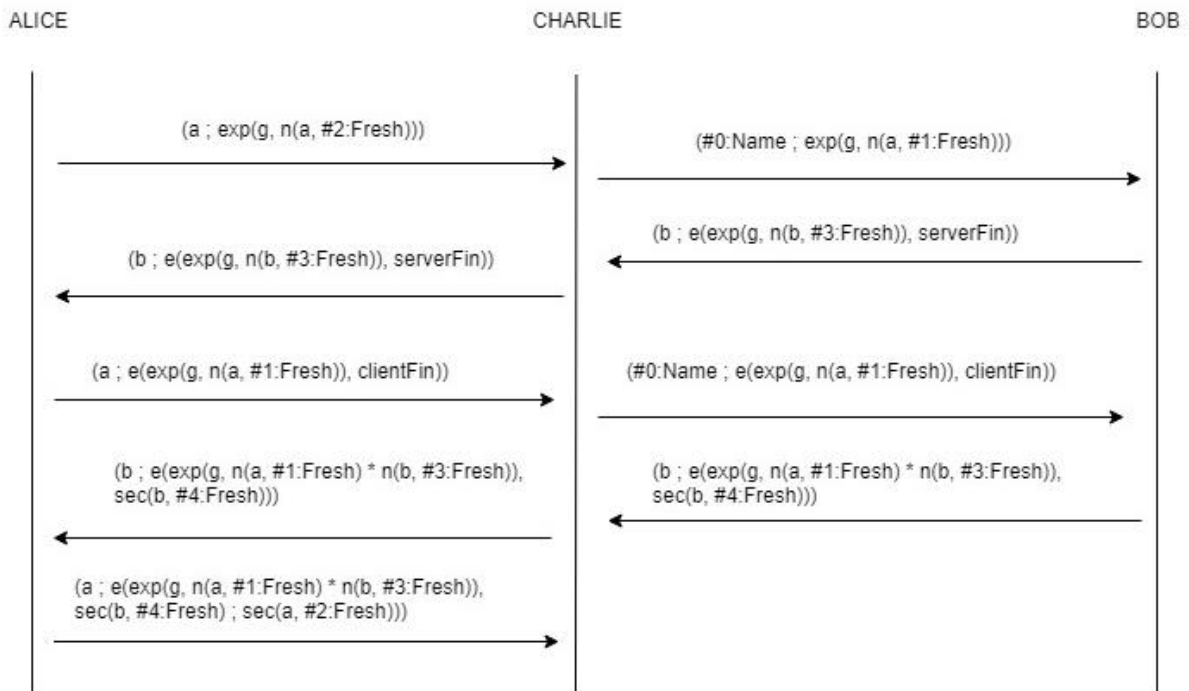 ALICE
CHARLIE
BOB
(a ; exp(g, n(a, #2:Fresh)))
(#0:Name ; exp(g, n(a, #1:Fresh)))
(b ; e(exp(g, n(b, #3:Fresh)), serverFin))
(b ; e(exp(g, n(b, #3:Fresh)), serverFin))
(a ; e(exp(g, n(a, #1:Fresh)), clientFin))
(#0:Name ; e(exp(g, n(a, #1:Fresh)), clientFin))
(b ; e(exp(g, n(a, #1:Fresh) * n(b, #3:Fresh)),
sec(b, #4:Fresh)))
(b ; e(exp(g, n(a, #1:Fresh) * n(b, #3:Fresh)),
sec(b, #4:Fresh)))
(a ; e(exp(g, n(a, #1:Fresh) * n(b, #3:Fresh)),
sec(b, #4:Fresh) ; sec(a, #2:Fresh)))